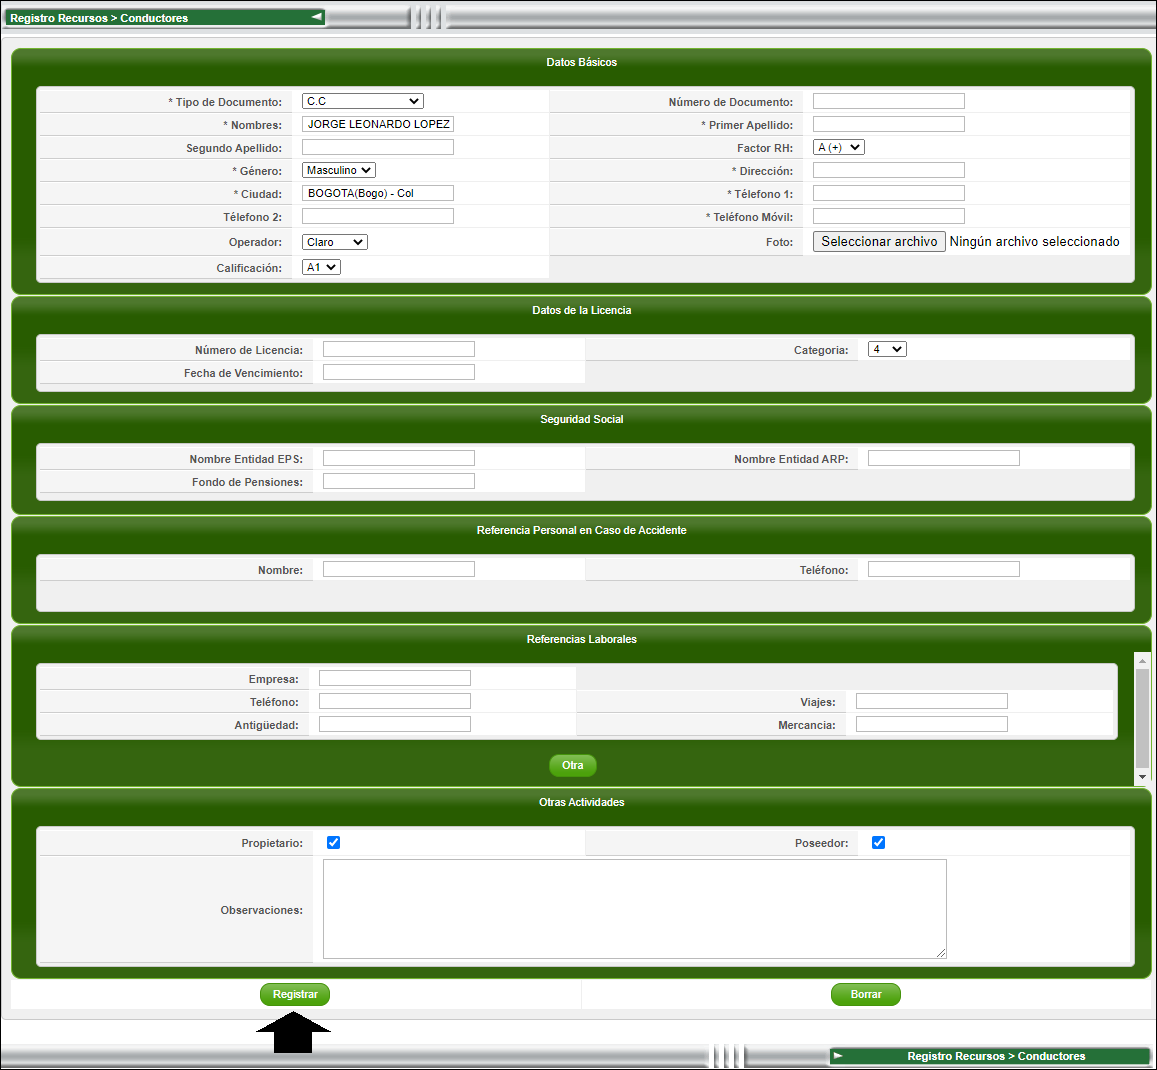 Registro Recursos > Conductores
Datos Básicos
* Tipo de Documento: C.C Número de Documento:
* Nombres: JORGE LEONARDO LOPEZ * Primer Apellido:
Segundo Apellido: Factor RH: A (+)
* Género: Masculino * Dirección:
* Ciudad: BOGOTA(Bogo) - Col * Télefono 1:
Télefono 2: * Teléfono Móvil:
Operador: Claro Foto: Seleccionar archivo Ningún archivo seleccionado
Calificación: A1
Datos de la Licencia
Número de Licencia: Categoria: 4
Fecha de Vencimiento:
Seguridad Social
Nombre Entidad EPS: Nombre Entidad ARP:
Fondo de Pensiones:
Referencia Personal en Caso de Accidente
Nombre: Teléfono:
Referencias Laborales
Empresa:
Teléfono: Viajes:
Antigüedad: Mercancia:
Otra
Otras Actividades
Propietario: Poseedor:
Observaciones:
Registrar Borrar
Registro Recursos > Conductores